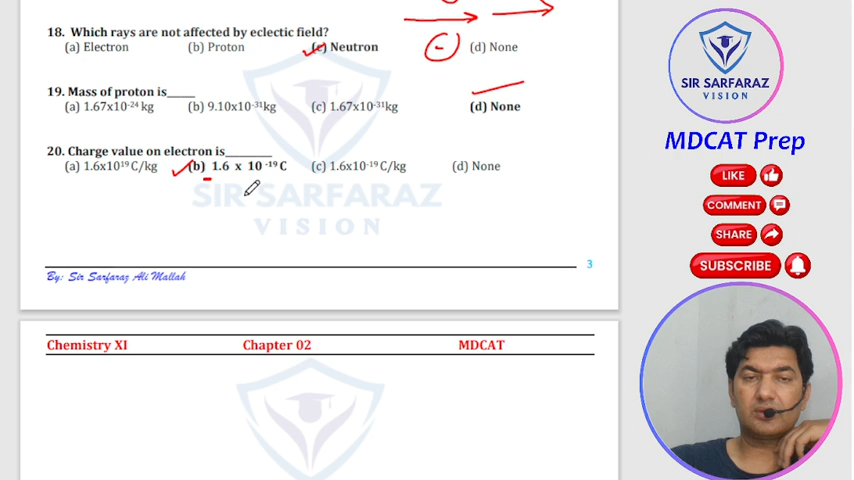 18. Which rays are not affected by eclectic field?
(a) Electron (b) Proton (c) Neutron (d) None
19. Mass of proton is_____
(a) 1.67x10-24 kg (b) 9.10x10-31kg (c) 1.67x10-31kg (d) None
20. Charge value on electron is________
(a) 1.6x1019 C/kg (b) 1.6 x 10 -19 C (c) 1.6x10-19 C/kg (d) None
SIR SARFARAZ
VISION
By: Sir Sarfaraz Ali Mallah 3
Chemistry XI Chapter 02 MDCAT
SIR SARFARAZ
VISION
MDCAT Prep
LIKE
COMMENT
SHARE
SUBSCRIBE